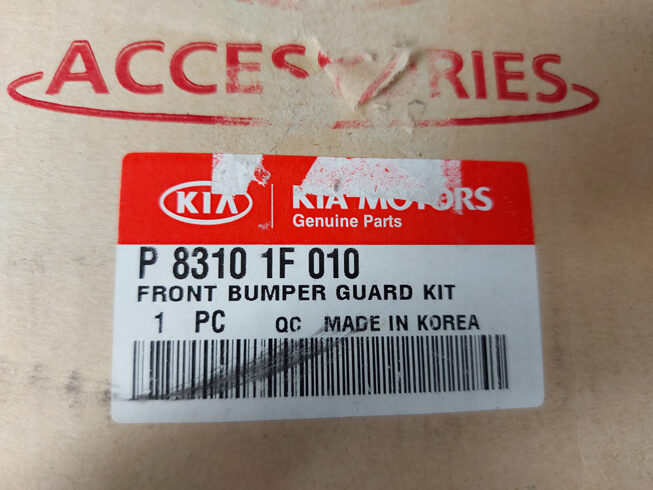 ACCESSORIES
KIA KIA MOTORS
Genuine Parts
P 8310 1F 010
FRONT BUMPER GUARD KIT
1 PC QC MADE IN KOREA